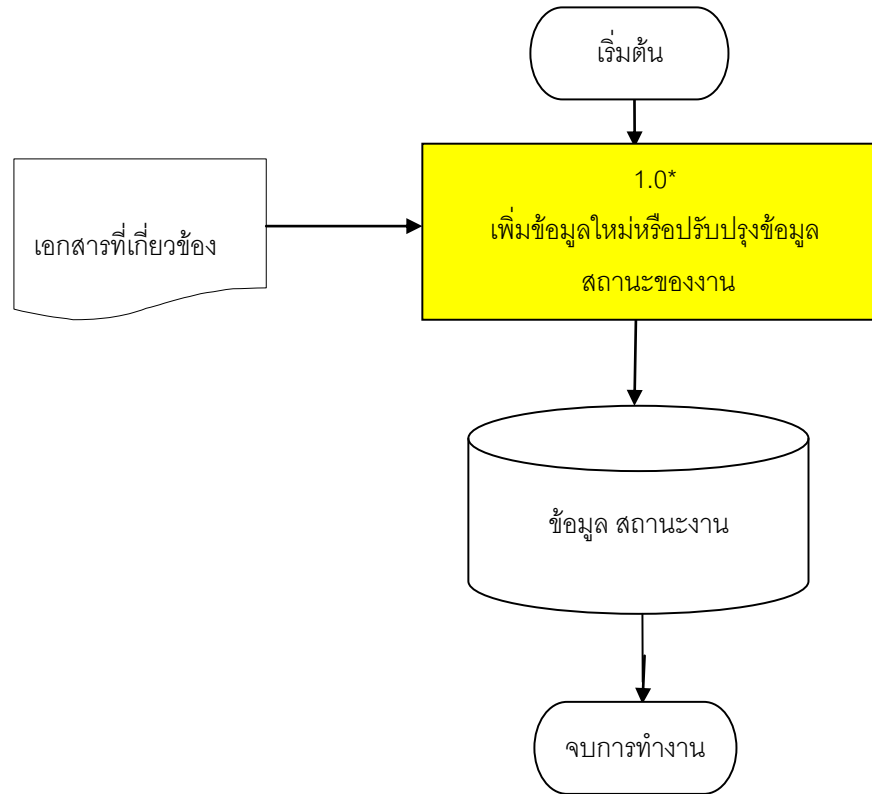 เริ่มต้น
1.0*
เพิ่มข้อมูลใหม่หรือปรับปรุงข้อมูล
สถานะของงาน
เอกสารที่เกี่ยวข้อง
ข้อมูล สถานะงาน
จบการทำงาน